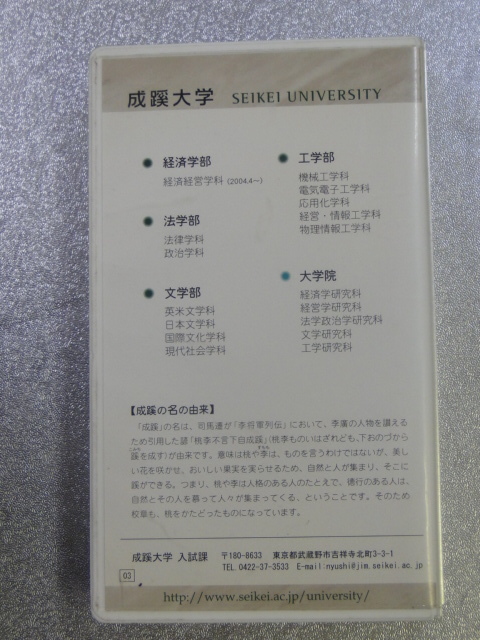 成蹊大学 SEIKEI UNIVERSITY
● 経済学部
経済経営学科 (2004.4～)
● 法学部
法律学科
政治学科
● 文学部
英米文学科
日本文学科
国際文化学科
現代社会学科
● 工学部
機械工学科
電気電子工学科
応用化学科
経営・情報工学科
物理情報工学科
● 大学院
経済学研究科
経営学研究科
法学政治学研究科
文学研究科
工学研究科
【成蹊の名の由来】
「成蹊」の名は、司馬遷が「李将軍列伝」において、李廣の人物を讃える
ため引用した諺「桃李不言下自成蹊」(桃李ものいはざれども、下おのづから
蹊を成す)が由来です。意味は桃や李は、ものを言うわけではないが、美し
い花を咲かせ、おいしい果実を実らせるため、自然と人が集まり、そこに
蹊ができる。つまり、桃や李は人格のある人のたとえで、徳行のある人は、
自然とその人を慕って人々が集まってくる、ということです。そのため
校章も、桃をかたどったものになっています。
成蹊大学 入試課 〒180-8633 東京都武蔵野市吉祥寺北町3-3-1
TEL. 0422-37-3533 E-mail:nyushi@jim.seikei.ac.jp
03
http://www.seikei.ac.jp/university/